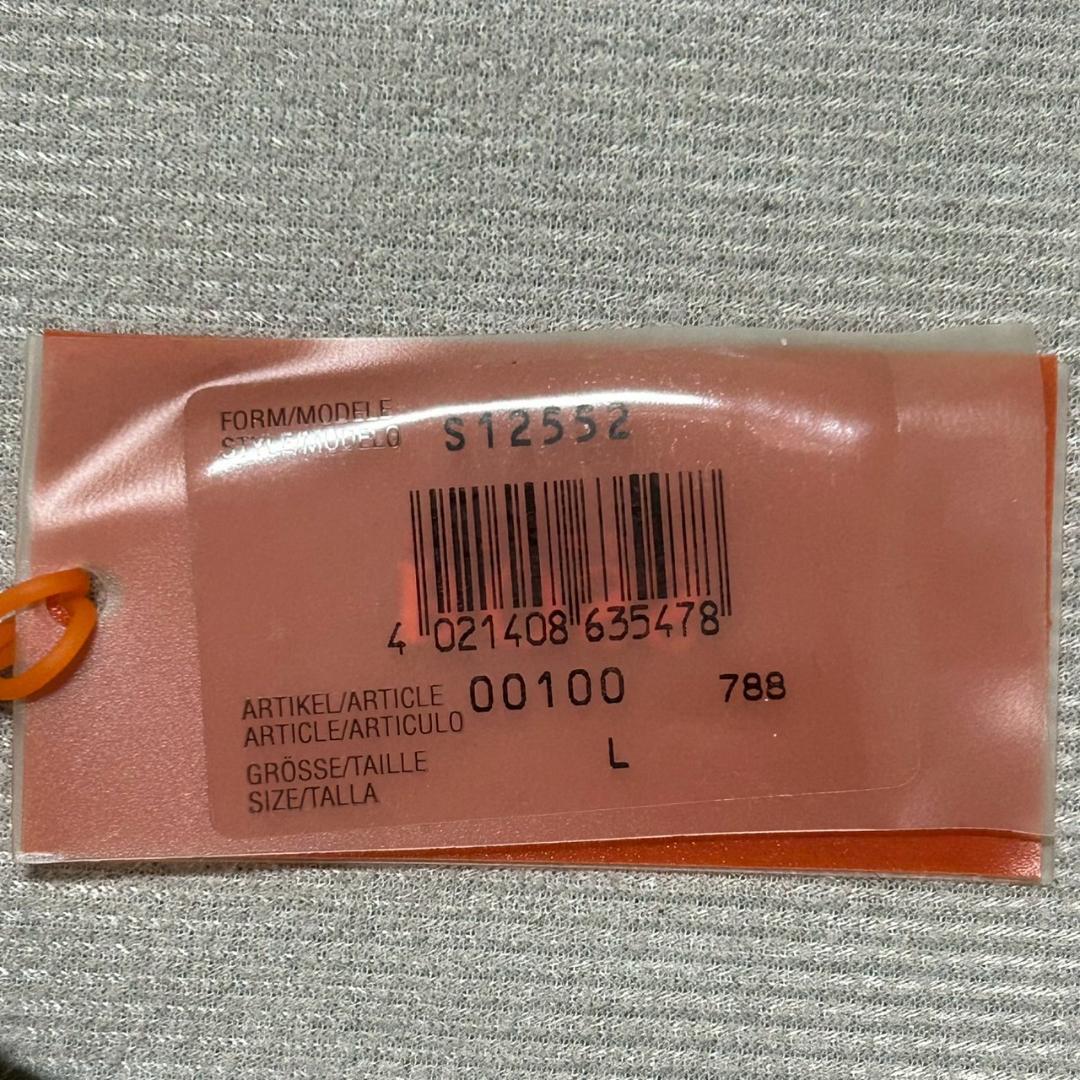 FORM/MODELE
STYLE/MODELO S12552
4 021408 635478
ARTIKEL/ARTICLE 00100 788
ARTICLE/ARTICULO
GRÖSSE/TAILLE L
SIZE/TALLA